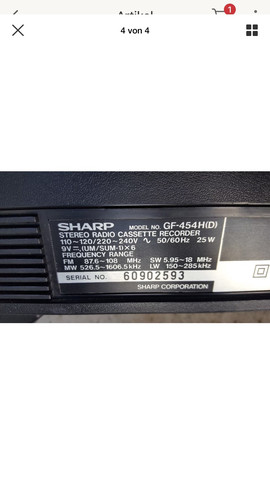 Artikel
1
4 von 4
SHARP MODEL NO. GF-454H(D)
STEREO RADIO CASSETTE RECORDER
110~120/220~240V ∿ 50/60Hz 25W
9V ⎓ (UM/SUM-1)×6
FREQUENCY RANGE
FM 87.6~108 MHz SW 5.95~18 MHz
MW 526.5~1606.5kHz LW 150~285kHz
SERIAL NO. 60902593
SHARP CORPORATION